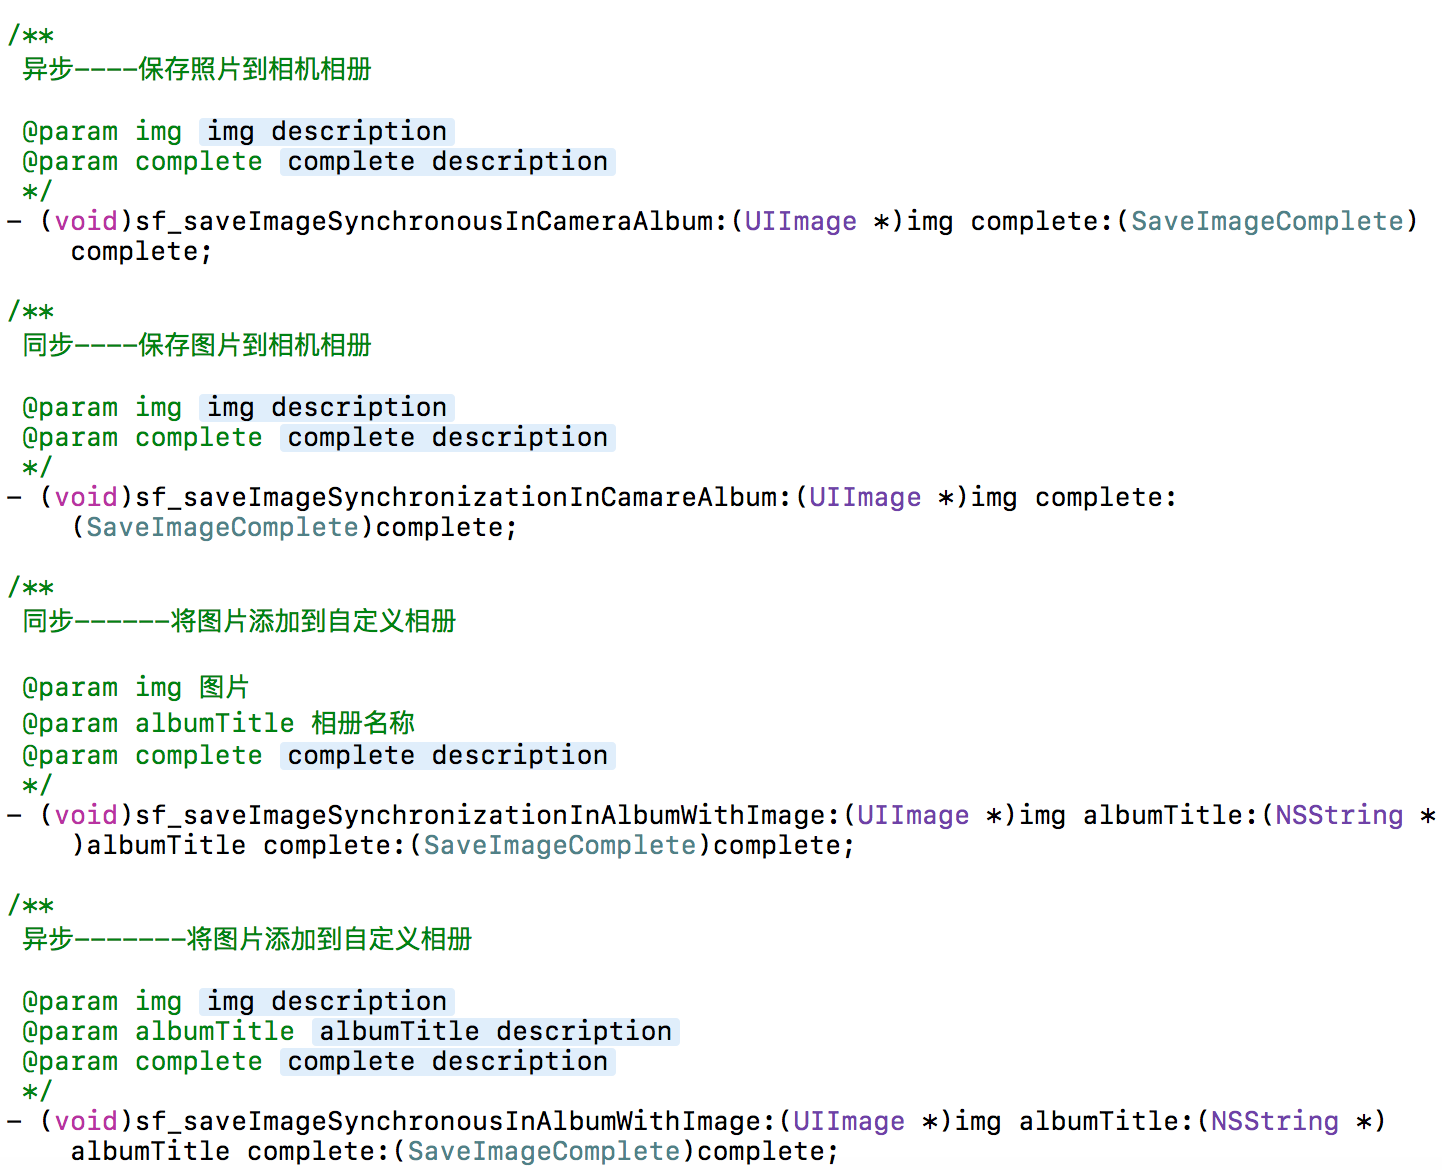 /**
异步----保存照片到相机相册
@param img img description
@param complete complete description
*/
- (void)sf_saveImageSynchronousInCameraAlbum:(UIImage *)img complete:(SaveImageComplete)
complete;
/**
同步----保存图片到相机相册
@param img img description
@param complete complete description
*/
- (void)sf_saveImageSynchronizationInCamareAlbum:(UIImage *)img complete:
(SaveImageComplete)complete;
/**
同步------将图片添加到自定义相册
@param img 图片
@param albumTitle 相册名称
@param complete complete description
*/
- (void)sf_saveImageSynchronizationInAlbumWithImage:(UIImage *)img albumTitle:(NSString *
)albumTitle complete:(SaveImageComplete)complete;
/**
异步-------将图片添加到自定义相册
@param img img description
@param albumTitle albumTitle description
@param complete complete description
*/
- (void)sf_saveImageSynchronousInAlbumWithImage:(UIImage *)img albumTitle:(NSString *)
albumTitle complete:(SaveImageComplete)complete;